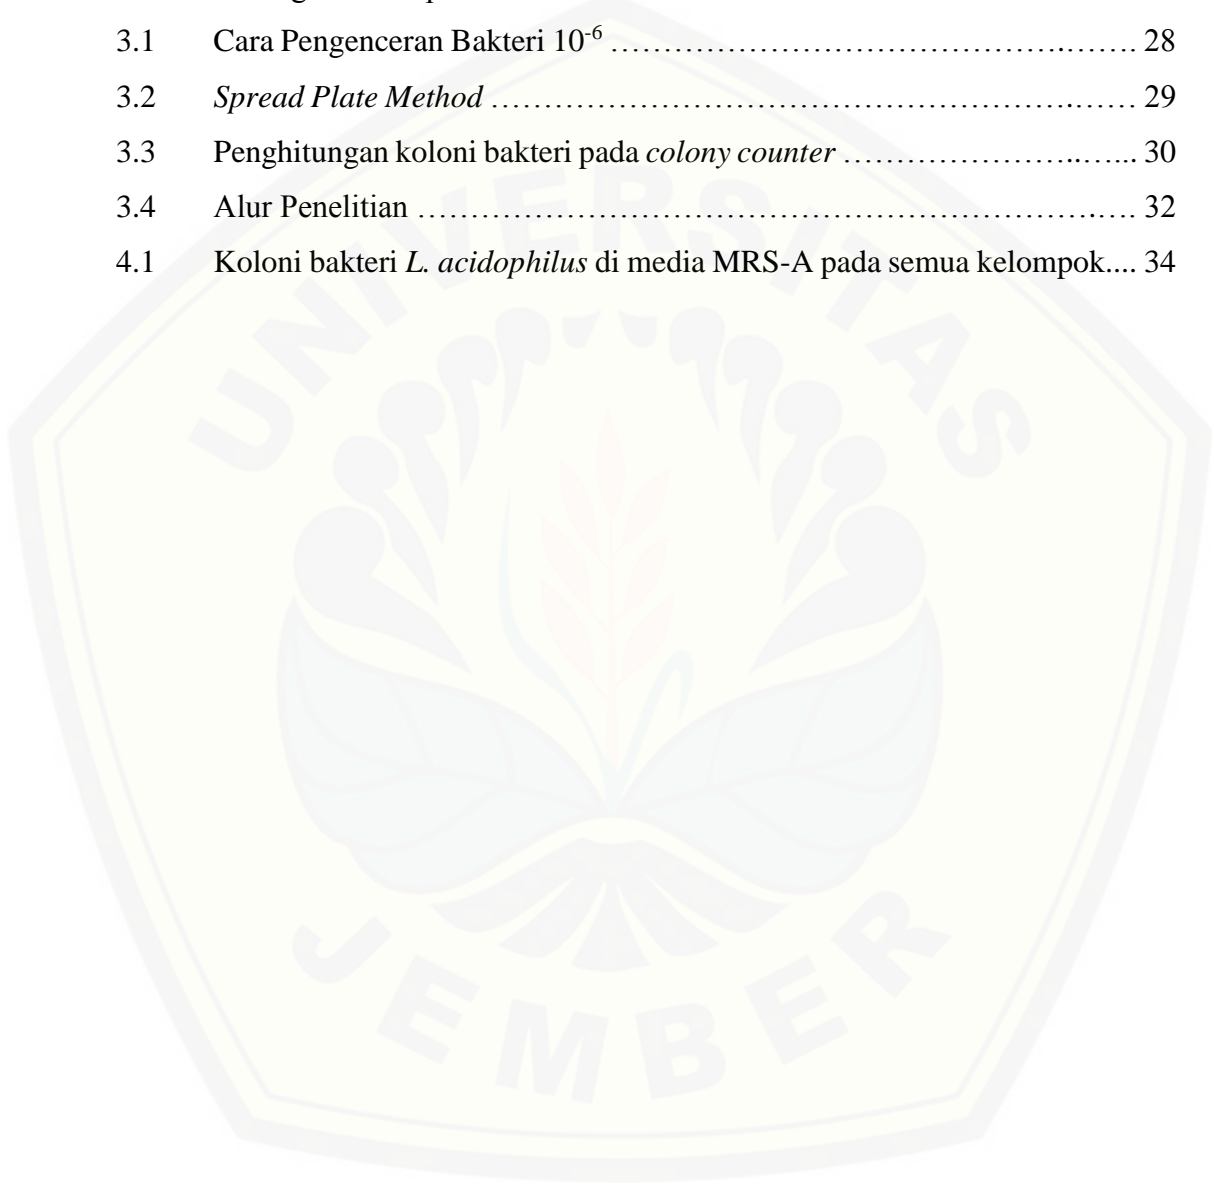 3.1 Cara Pengenceran Bakteri 10⁻⁶ ………………………………………..……. 28
3.2 Spread Plate Method …………………………………………………..…… 29
3.3 Penghitungan koloni bakteri pada colony counter …………………..…... 30
3.4 Alur Penelitian ………………………………………………………….…. 32
4.1 Koloni bakteri L. acidophilus di media MRS-A pada semua kelompok.... 34
UNIVERSITAS
JEMBER